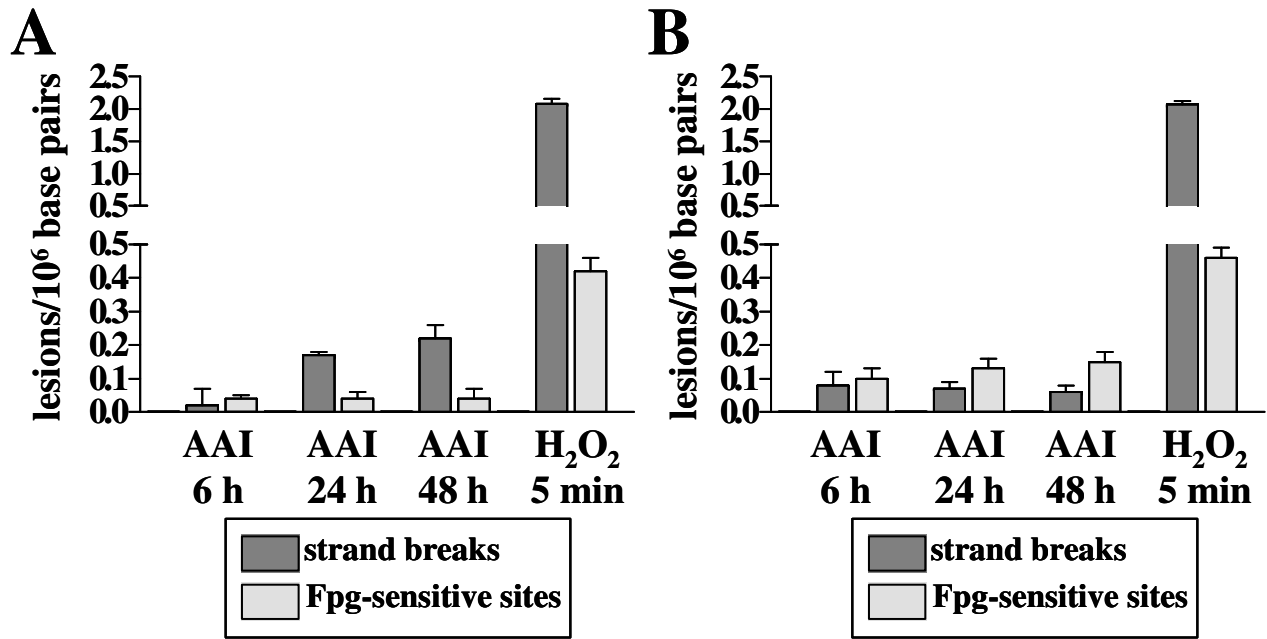 A
lesions/10⁶ base pairs
2.5
2.0
1.5
1.0
0.5
0.5
0.4
0.3
0.2
0.1
0.0
AAI AAI AAI H₂O₂
6 h 24 h 48 h 5 min
strand breaks
Fpg-sensitive sites
B
lesions/10⁶ base pairs
2.5
2.0
1.5
1.0
0.5
0.5
0.4
0.3
0.2
0.1
0.0
AAI AAI AAI H₂O₂
6 h 24 h 48 h 5 min
strand breaks
Fpg-sensitive sites